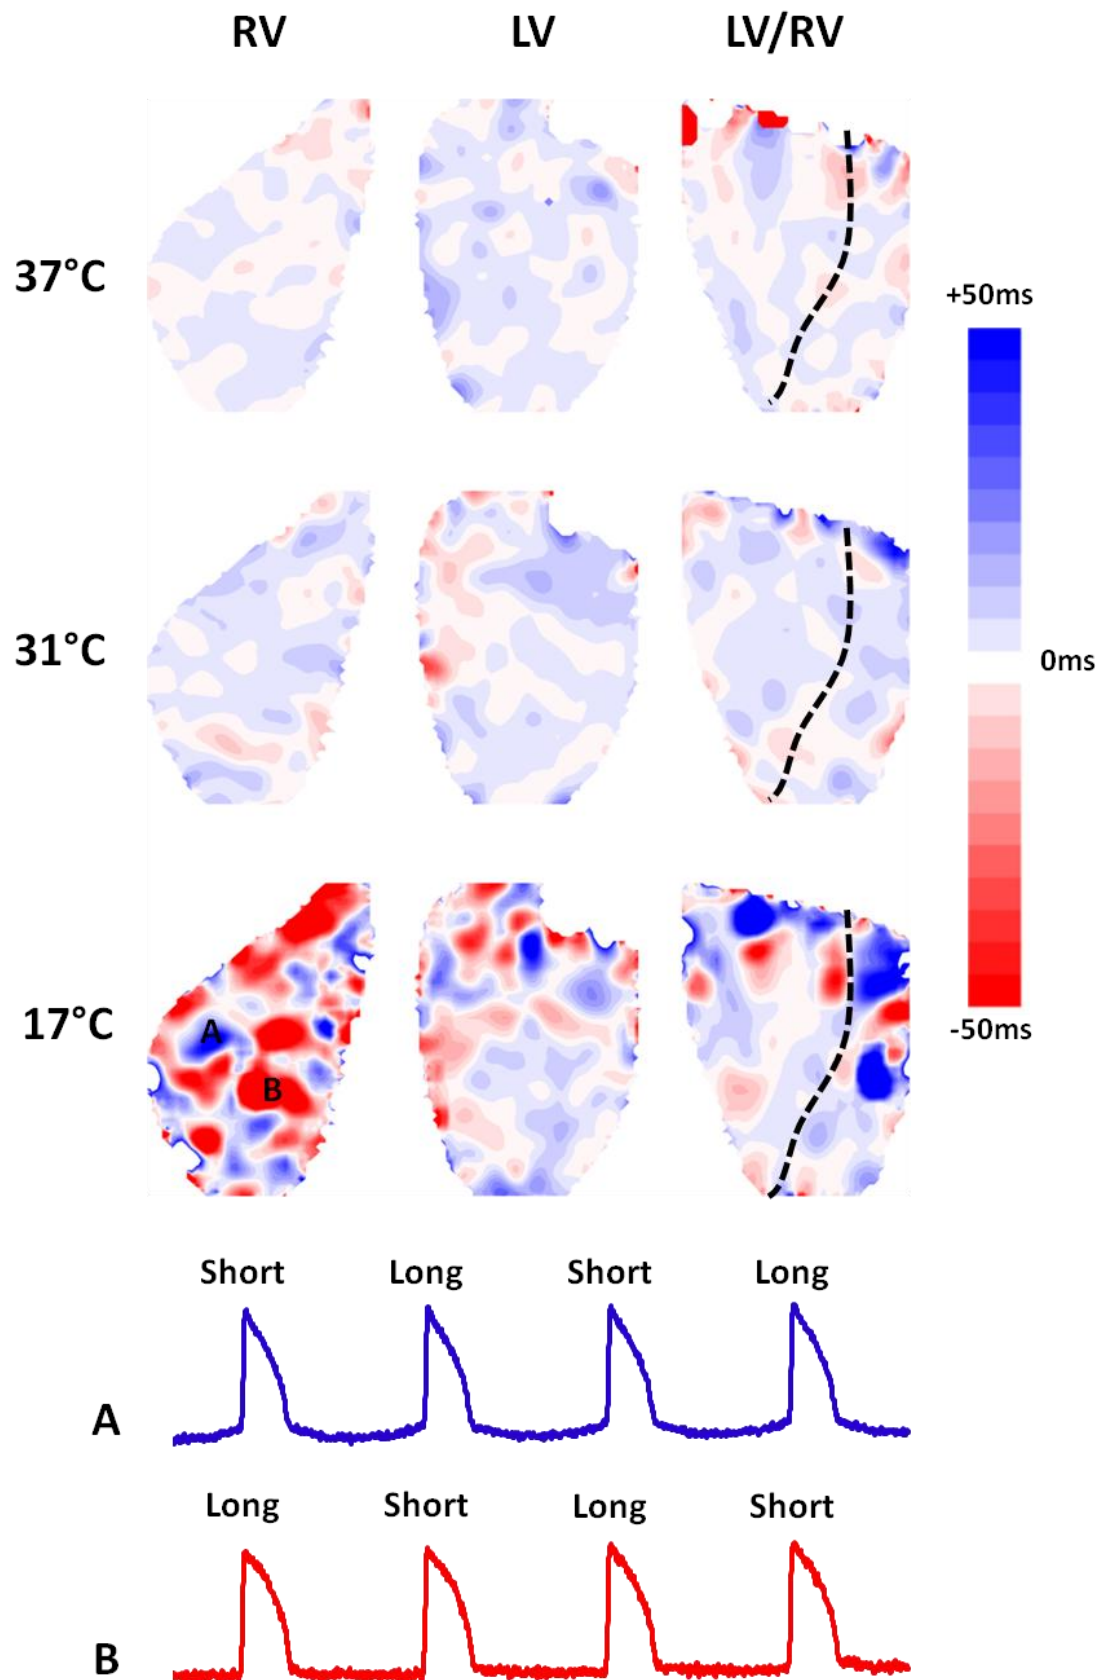 RV LV LV/RV
37°C
+50ms
31°C
0ms
17°C
-50ms
A
B
Short Long Short Long
A
Long Short Long Short
B